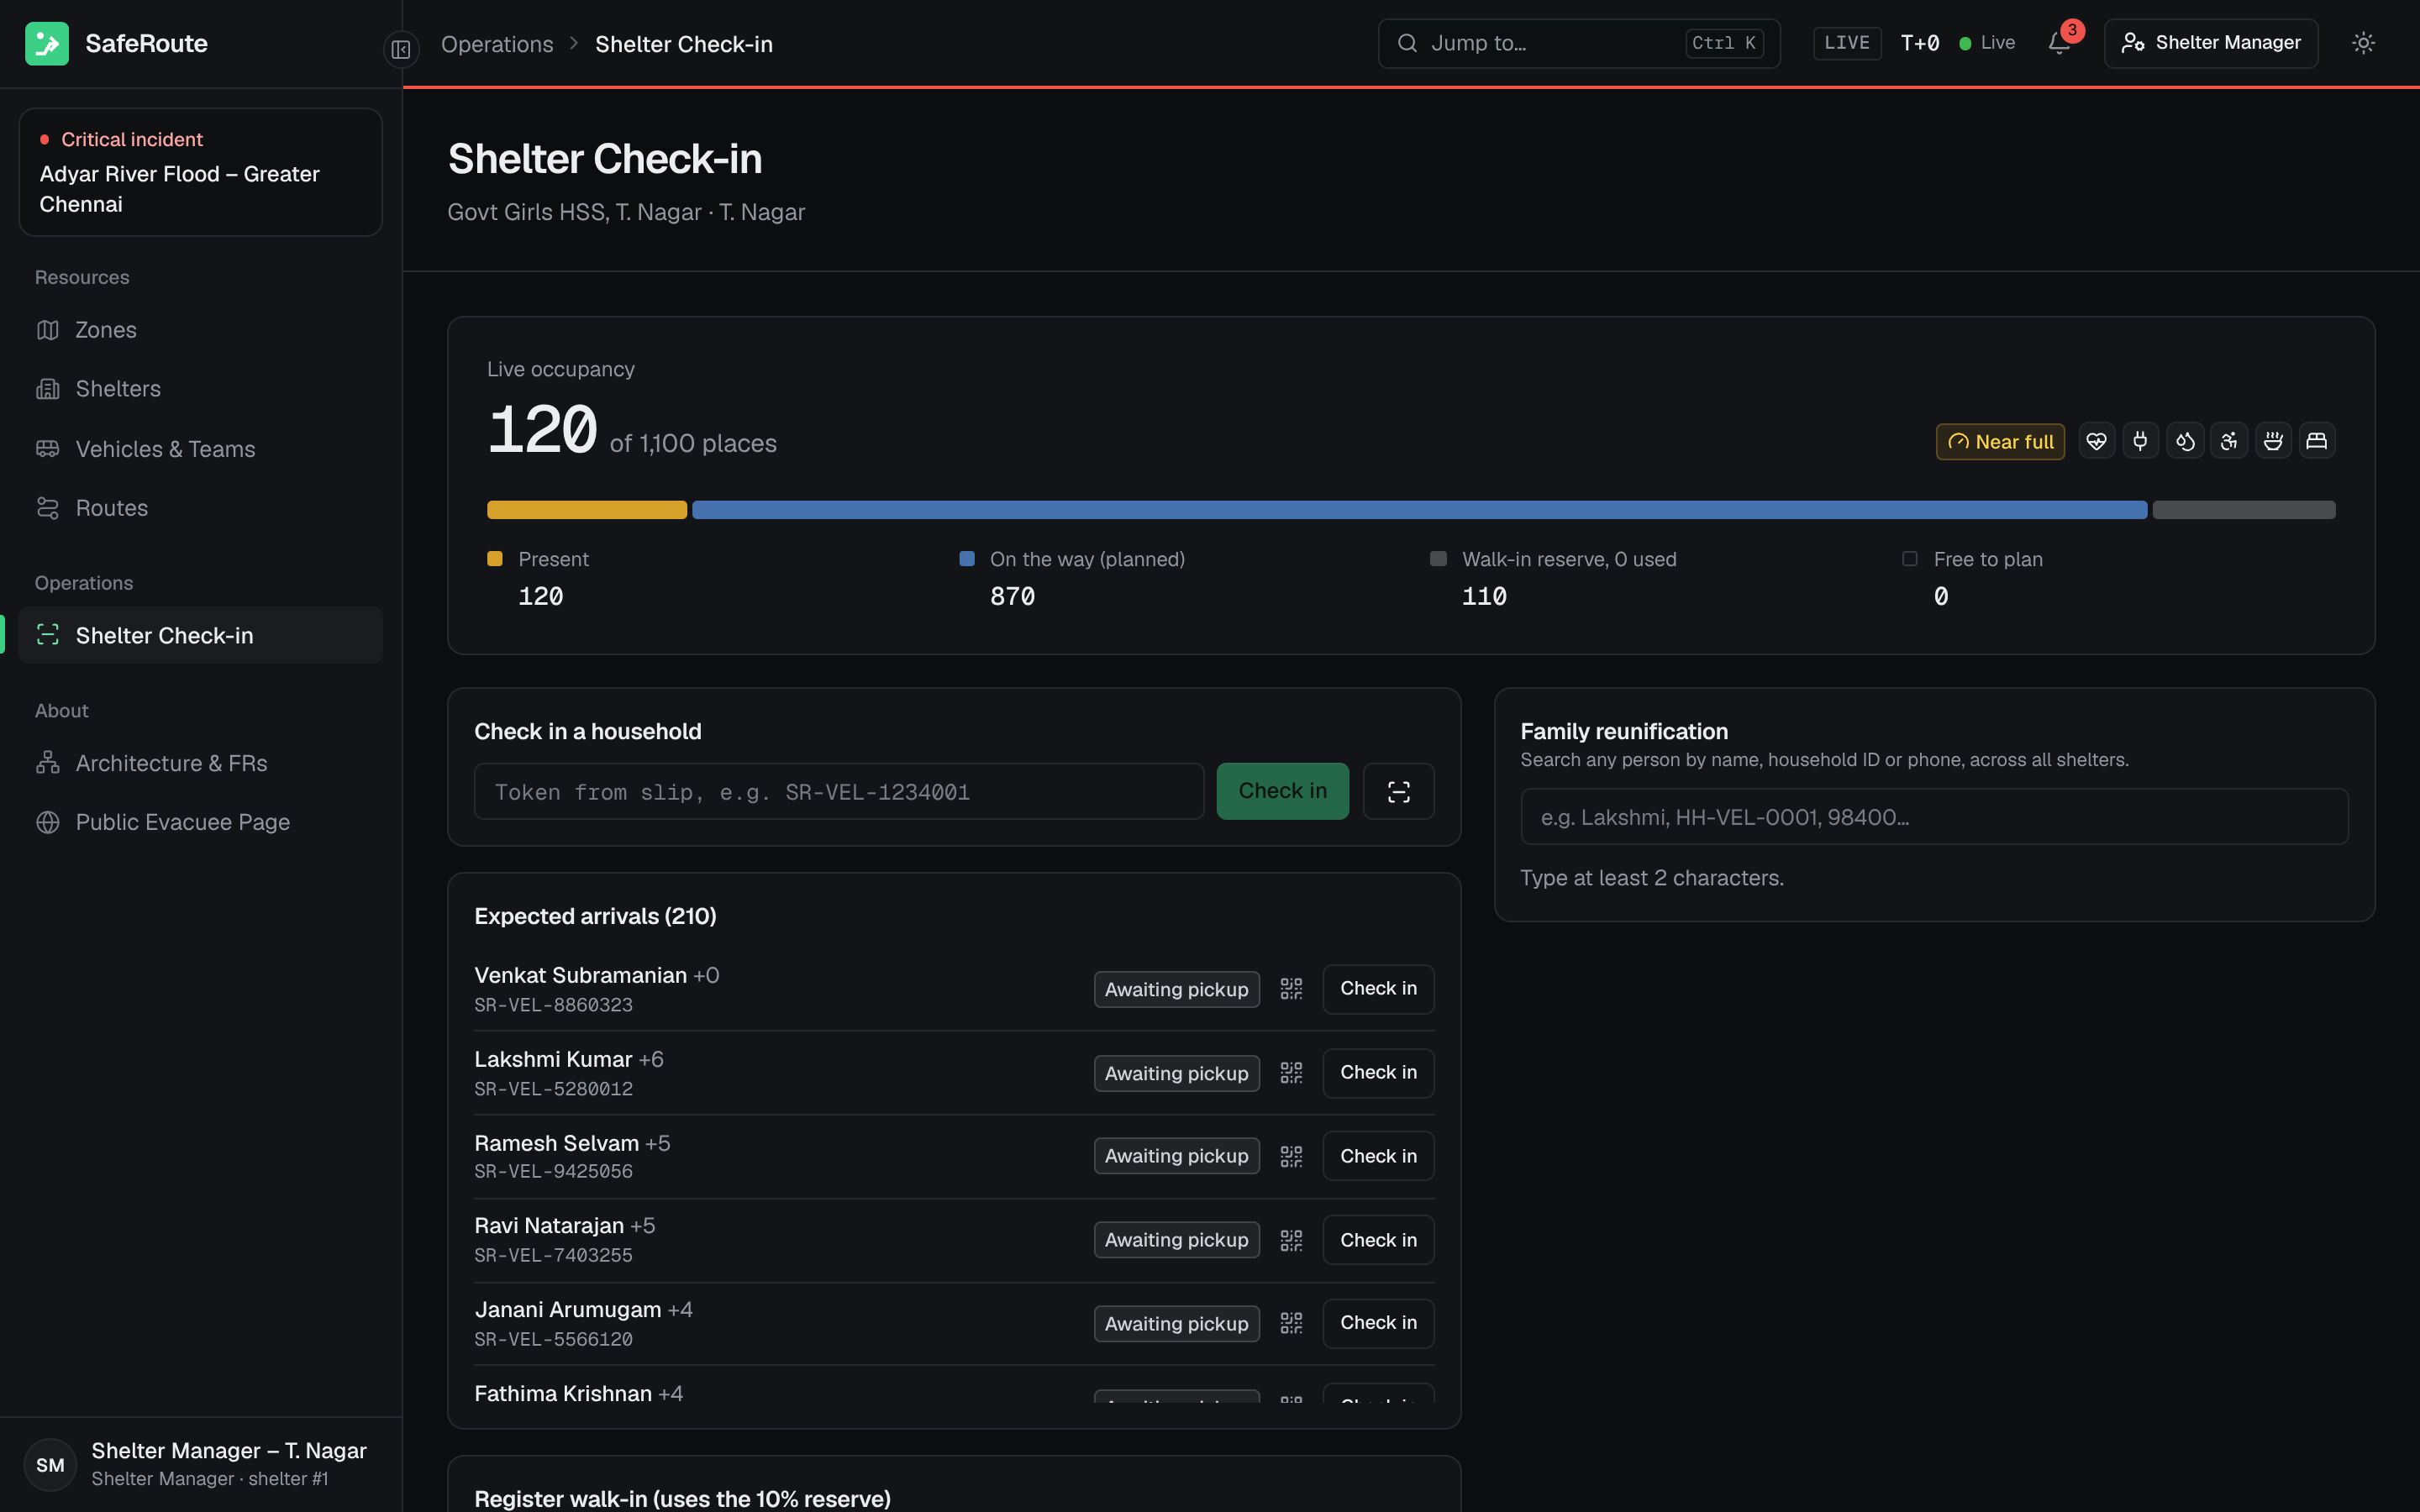 SafeRoute
Operations > Shelter Check-in
Jump to...
Ctrl K
LIVE
T+0
Live
3
Shelter Manager
Critical incident
Adyar River Flood – Greater
Chennai
Resources
Zones
Shelters
Vehicles & Teams
Routes
Operations
Shelter Check-in
About
Architecture & FRs
Public Evacuee Page
SM
Shelter Manager – T. Nagar
Shelter Manager · shelter #1
Shelter Check-in
Govt Girls HSS, T. Nagar · T. Nagar
Live occupancy
120 of 1,100 places
Near full
Present
120
On the way (planned)
870
Walk-in reserve, 0 used
110
Free to plan
0
Check in a household
Token from slip, e.g. SR-VEL-1234001
Check in
Expected arrivals (210)
Venkat Subramanian +0
SR-VEL-8860323
Awaiting pickup
Check in
Lakshmi Kumar +6
SR-VEL-5280012
Awaiting pickup
Check in
Ramesh Selvam +5
SR-VEL-9425056
Awaiting pickup
Check in
Ravi Natarajan +5
SR-VEL-7403255
Awaiting pickup
Check in
Janani Arumugam +4
SR-VEL-5566120
Awaiting pickup
Check in
Fathima Krishnan +4
Register walk-in (uses the 10% reserve)
Family reunification
Search any person by name, household ID or phone, across all shelters.
e.g. Lakshmi, HH-VEL-0001, 98400...
Type at least 2 characters.